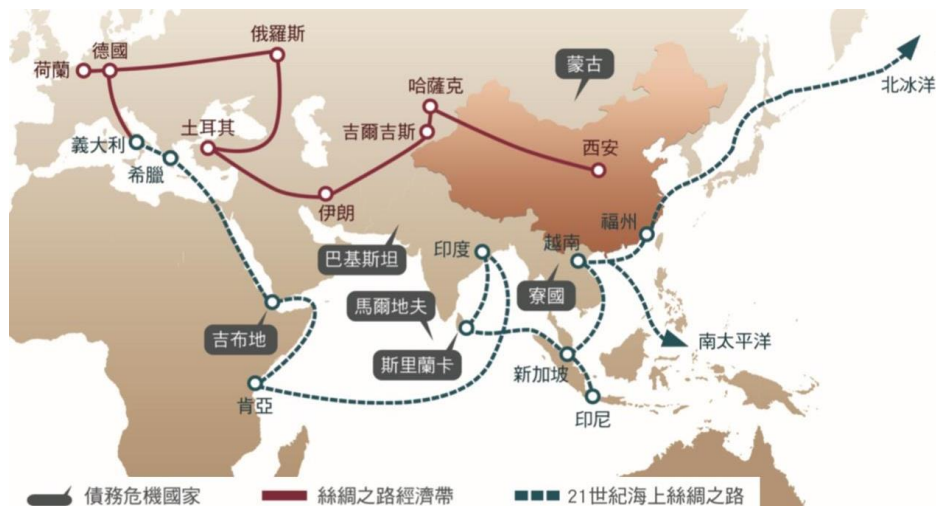 俄羅斯
德國
荷蘭
北冰洋
蒙古
哈薩克
土耳其
吉爾吉斯
義大利
西安
希臘
伊朗
福州
越南
印度
巴基斯坦
寮國
馬爾地夫
吉布地
南太平洋
斯里蘭卡
新加坡
肯亞
印尼
債務危機國家
絲綢之路經濟帶
21世紀海上絲綢之路